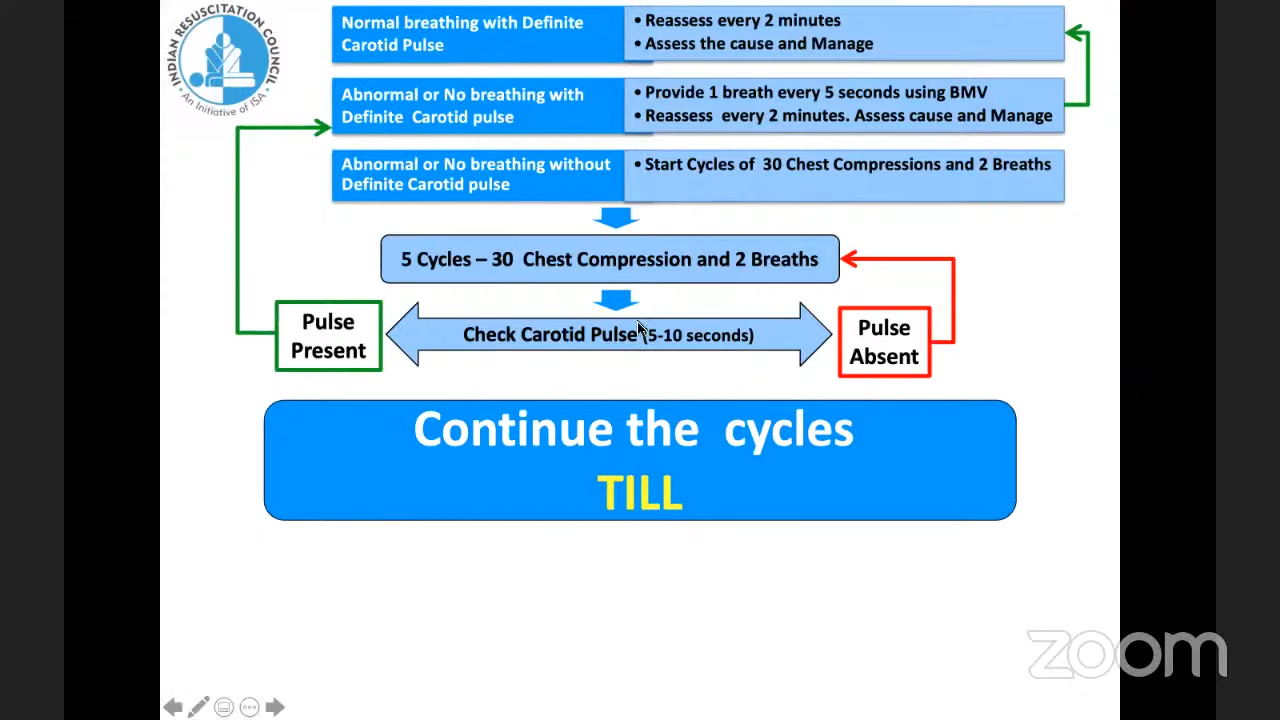 INDIAN RESUSCITATION COUNCIL
An Initiative of ISA
Normal breathing with Definite
Carotid Pulse
• Reassess every 2 minutes
• Assess the cause and Manage
Abnormal or No breathing with
Definite Carotid pulse
• Provide 1 breath every 5 seconds using BMV
• Reassess every 2 minutes. Assess cause and Manage
Abnormal or No breathing without
Definite Carotid pulse
• Start Cycles of 30 Chest Compressions and 2 Breaths
5 Cycles – 30 Chest Compression and 2 Breaths
Pulse
Present
Check Carotid Pulse (5-10 seconds)
Pulse
Absent
Continue the cycles
TILL
zoom